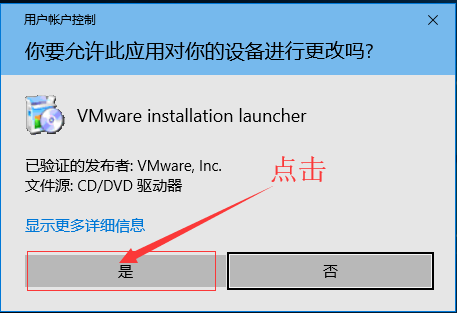 用户帐户控制
你要允许此应用对你的设备进行更改吗?
VMware installation launcher
已验证的发布者: VMware, Inc.
文件源: CD/DVD 驱动器
点击
显示更多详细信息
是
否